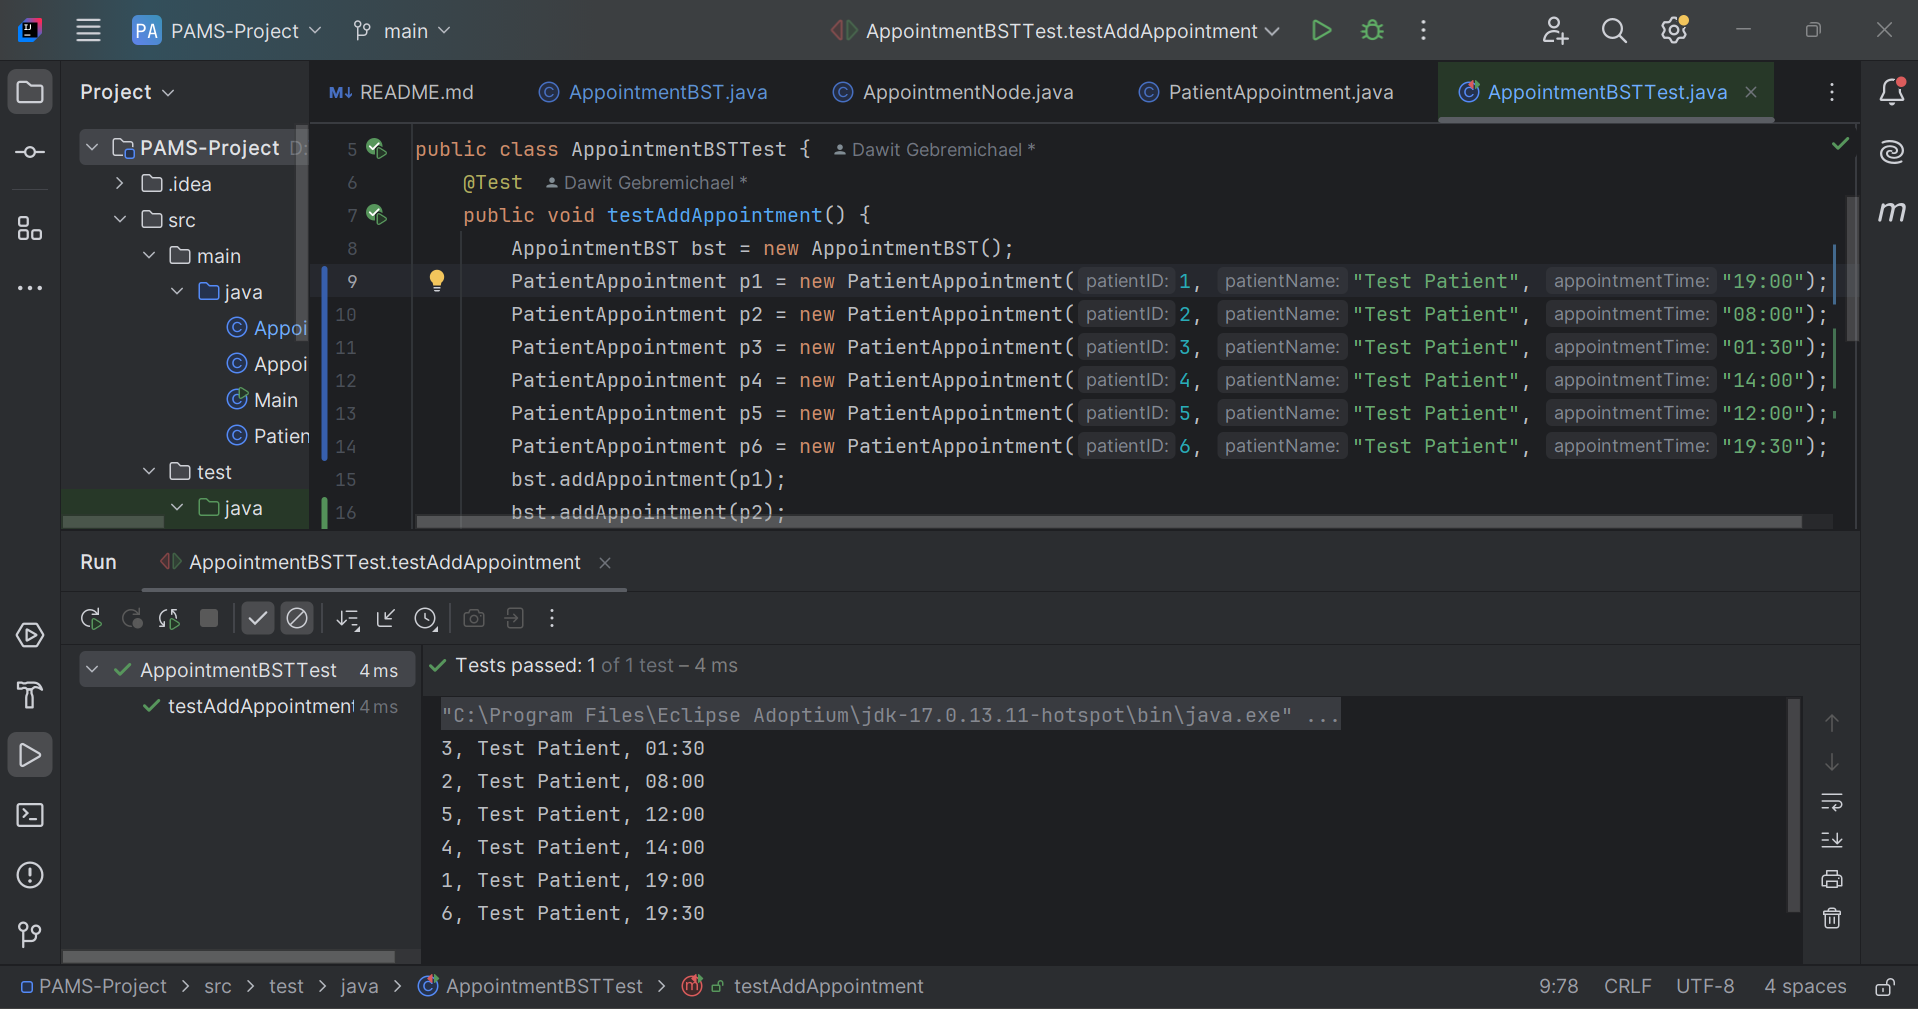 PA PAMS-Project main AppointmentBSTTest.testAddAppointment
Project
M↓ README.md AppointmentBST.java AppointmentNode.java PatientAppointment.java AppointmentBSTTest.java
PAMS-Project D:
.idea
src
main
java
Appoi
Appoi
Main
Patien
test
java
5 public class AppointmentBSTTest { Dawit Gebremichael *
6 @Test Dawit Gebremichael *
7 public void testAddAppointment() {
8 AppointmentBST bst = new AppointmentBST();
9 PatientAppointment p1 = new PatientAppointment( patientID: 1, patientName: "Test Patient", appointmentTime: "19:00");
10 PatientAppointment p2 = new PatientAppointment( patientID: 2, patientName: "Test Patient", appointmentTime: "08:00");
11 PatientAppointment p3 = new PatientAppointment( patientID: 3, patientName: "Test Patient", appointmentTime: "01:30");
12 PatientAppointment p4 = new PatientAppointment( patientID: 4, patientName: "Test Patient", appointmentTime: "14:00");
13 PatientAppointment p5 = new PatientAppointment( patientID: 5, patientName: "Test Patient", appointmentTime: "12:00");
14 PatientAppointment p6 = new PatientAppointment( patientID: 6, patientName: "Test Patient", appointmentTime: "19:30");
15 bst.addAppointment(p1);
16 bst.addAppointment(p2);
Run AppointmentBSTTest.testAddAppointment
AppointmentBSTTest 4 ms
testAddAppointment 4 ms
Tests passed: 1 of 1 test – 4 ms
"C:\Program Files\Eclipse Adoptium\jdk-17.0.13.11-hotspot\bin\java.exe" ...
3, Test Patient, 01:30
2, Test Patient, 08:00
5, Test Patient, 12:00
4, Test Patient, 14:00
1, Test Patient, 19:00
6, Test Patient, 19:30
PAMS-Project > src > test > java > AppointmentBSTTest > testAddAppointment 9:78 CRLF UTF-8 4 spaces